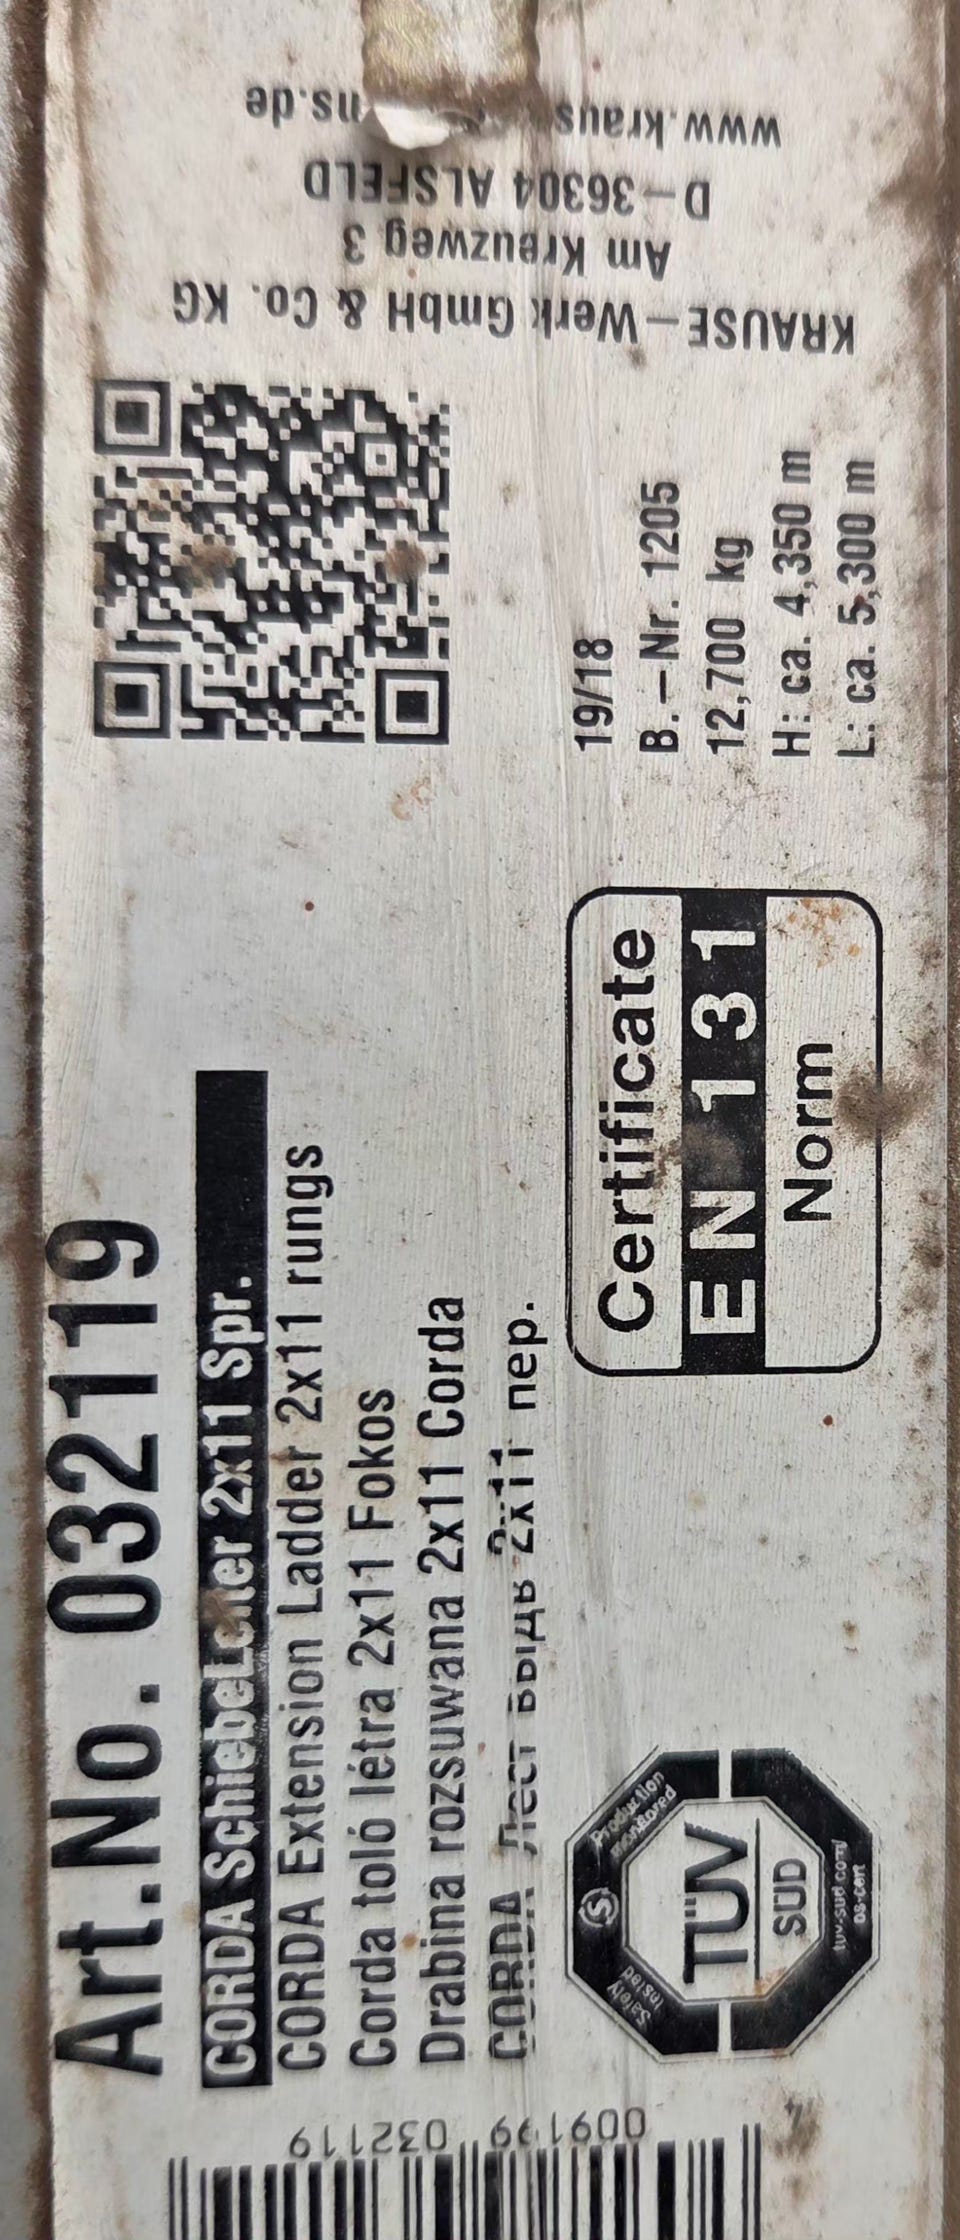 Art.No. 032119
CORDA Schiebeleiter 2x11 Spr.
CORDA Extension Ladder 2x11 rungs
Corda toló létra 2x11 Fokos
Drabina rozsuwana 2x11 Corda
CORDA 2x11 пер.
Certificate
EN 131
Norm
TÜV
SÜD
Production
monitored
Safety
tuv-sud.com/
ps-cert
19/18
B.-Nr. 1205
12,700 kg
H: ca. 4,350 m
L: ca. 5,300 m
KRAUSE-Werk GmbH & Co. KG
Am Kreuzweg 3
D-36304 ALSFELD
032119